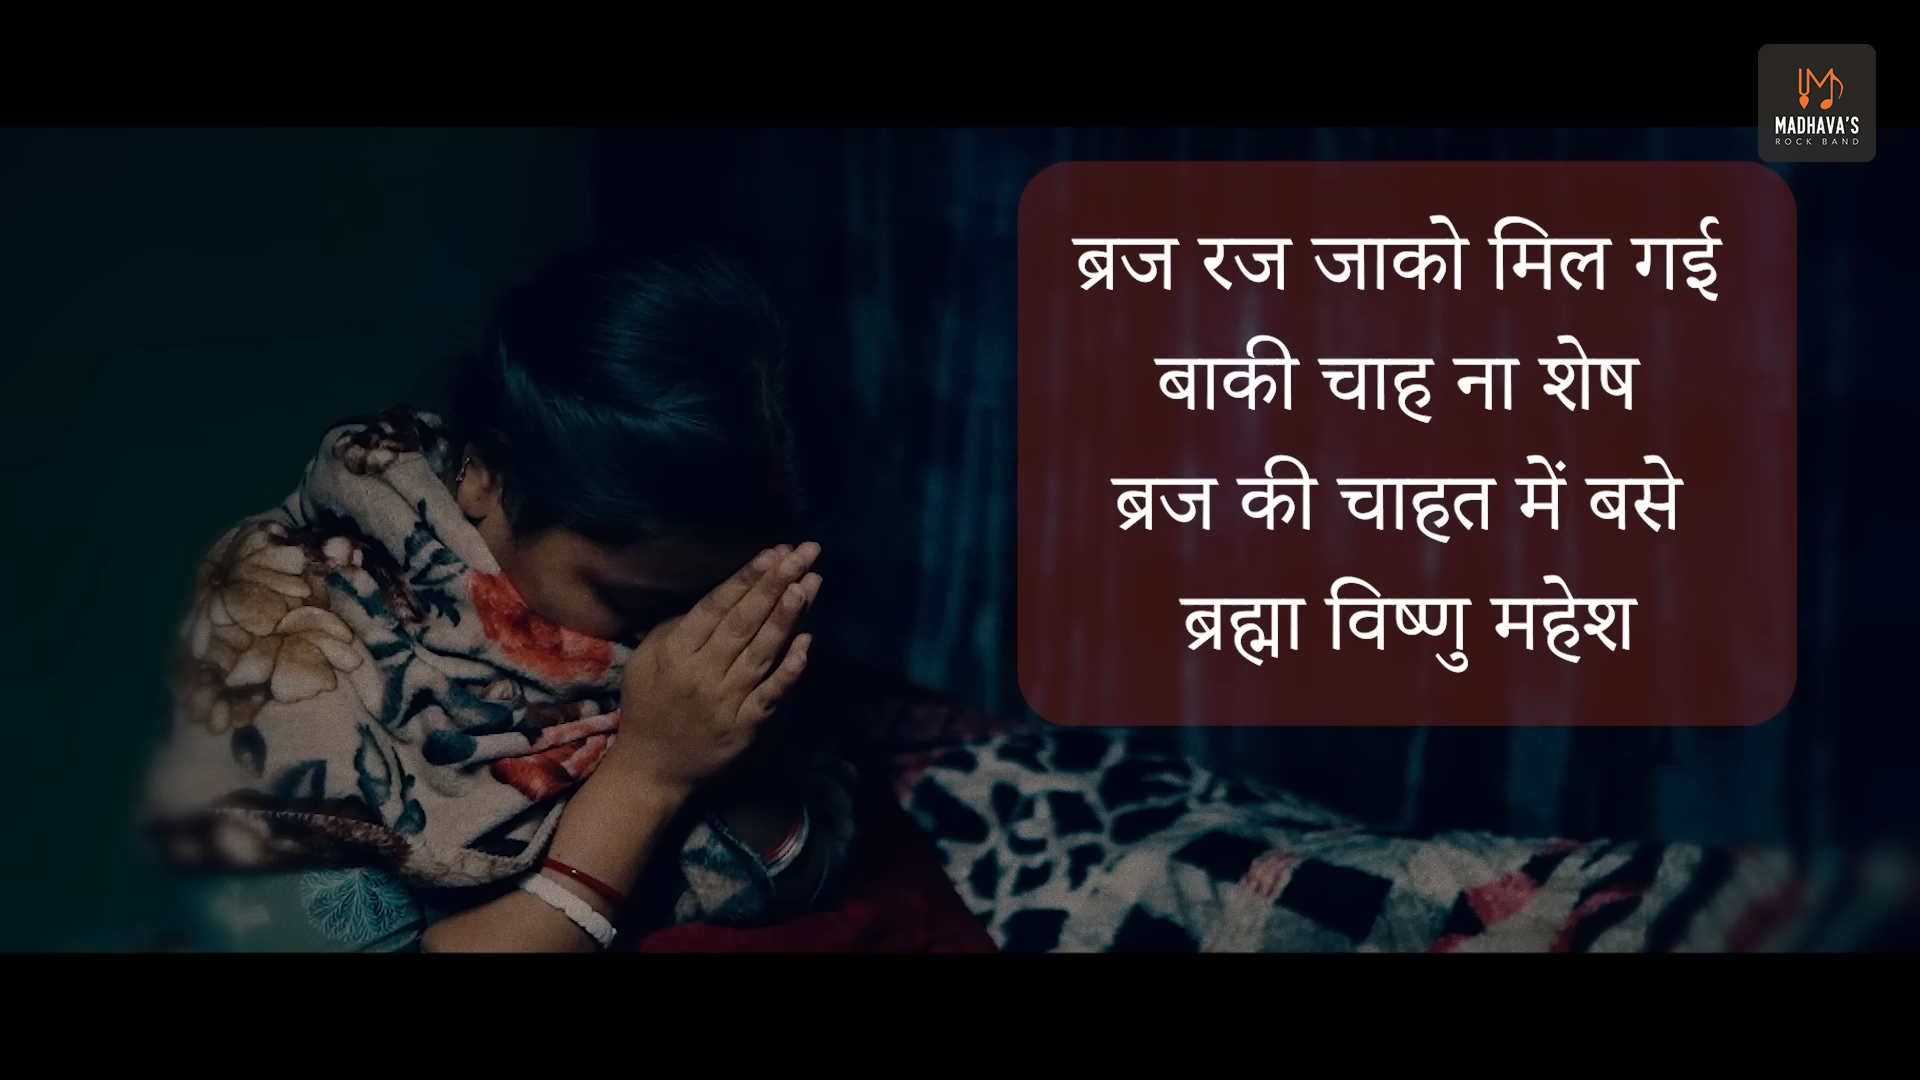 MADHAVA'S
ROCK BAND
ब्रज रज जाको मिल गई
बाकी चाह ना शेष
ब्रज की चाहत में बसे
ब्रह्मा विष्णु महेश